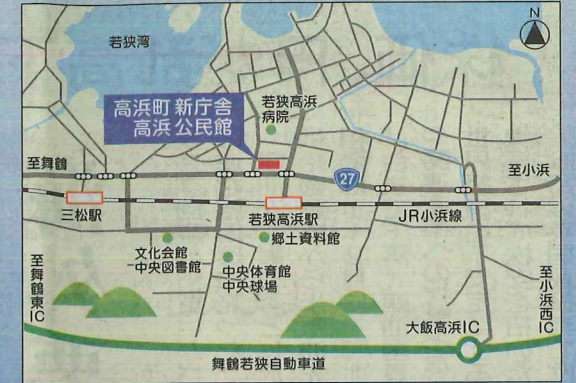 N
若狭湾
高浜町 新庁舎
高浜 公民館
若狭高浜
病院
至舞鶴
27
至小浜
三松駅
若狭高浜駅
JR小浜線
文化会館
中央図書館
郷土資料館
中央体育館
中央球場
至舞鶴東IC
至小浜西IC
大飯高浜IC
舞鶴若狭自動車道